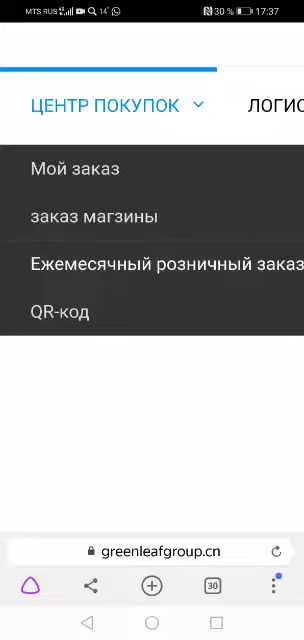 MTS RUS 14° 30 % 17:37
ЦЕНТР ПОКУПОК ЛОГИС
Мой заказ
заказ магзины
Ежемесячный розничный заказ
QR-код
greenleafgroup.cn
30